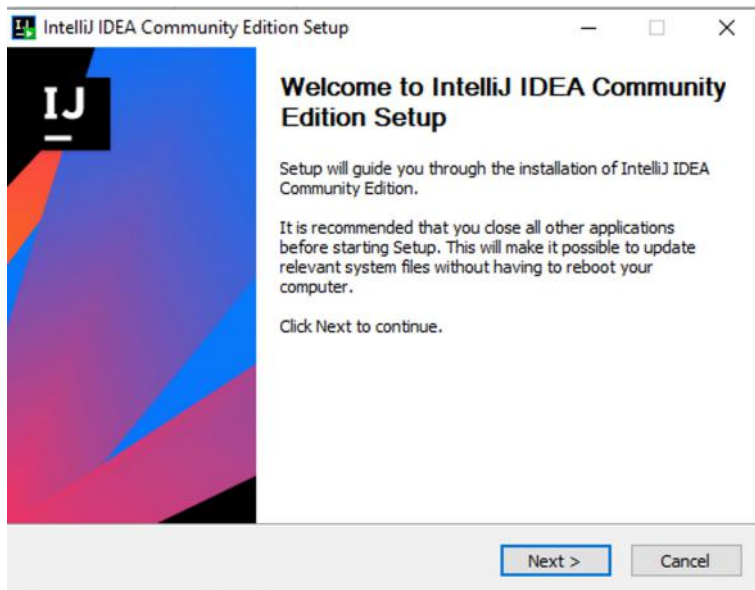 IntelliJ IDEA Community Edition Setup
IJ
Welcome to IntelliJ IDEA Community
Edition Setup
Setup will guide you through the installation of IntelliJ IDEA
Community Edition.
It is recommended that you close all other applications
before starting Setup. This will make it possible to update
relevant system files without having to reboot your
computer.
Click Next to continue.
Next >
Cancel